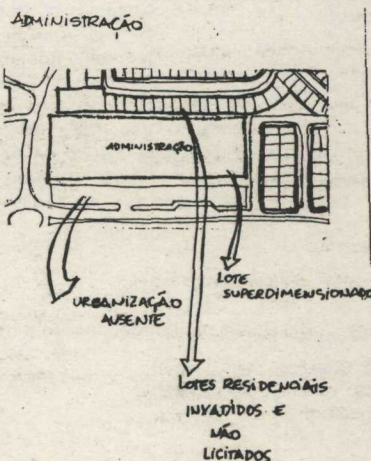 ADMINISTRAÇÃO
ADMINISTRAÇÃO
URBANIZAÇÃO
AUSENTE
LOTE
SUPERDIMENSIONADO
LOTES RESIDENCIAIS
INVADIDOS E
NÃO
LICITADOS